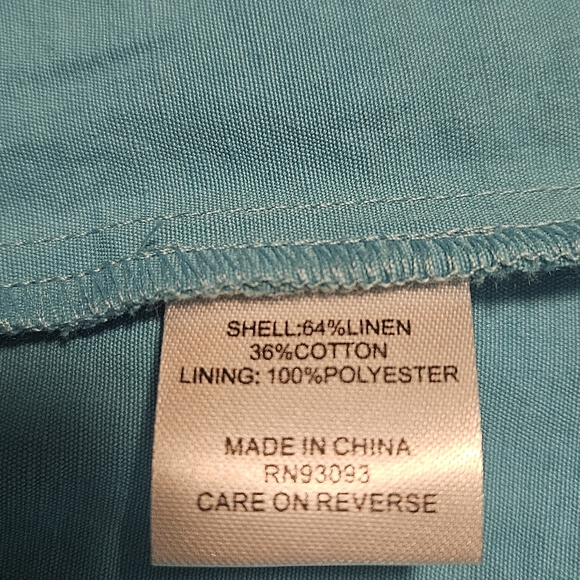 SHELL:64%LINEN
36%COTTON
LINING: 100%POLYESTER
MADE IN CHINA
RN93093
CARE ON REVERSE